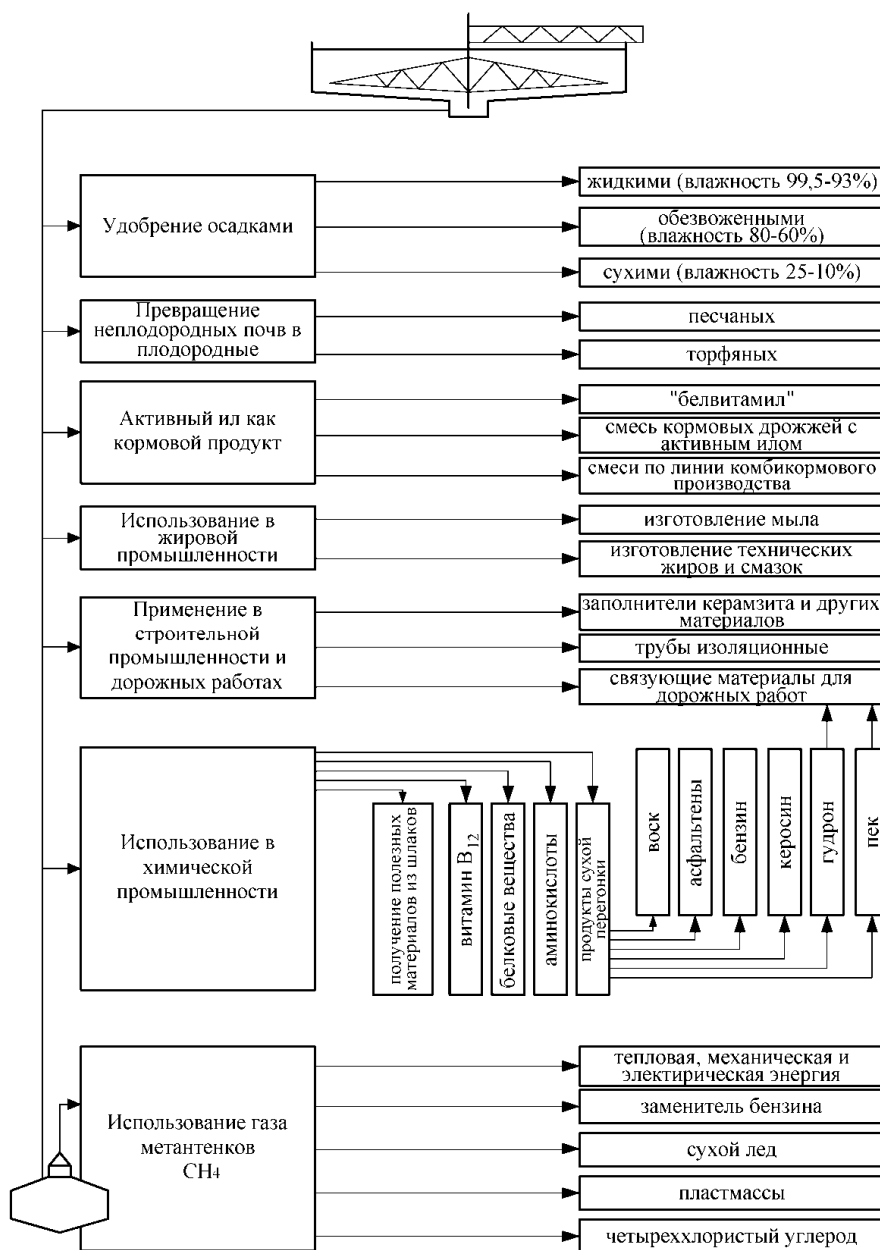 Удобрение осадками
жидкими (влажность 99,5-93%)
обезвоженными
(влажность 80-60%)
сухими (влажность 25-10%)
Превращение
неплодородных почв в
плодородные
песчаных
торфяных
Активный ил как
кормовой продукт
"белвитамил"
смесь кормовых дрожжей с
активным илом
смеси по линии комбикормового
производства
Использование в
жировой
промышленности
изготовление мыла
изготовление технических
жиров и смазок
Применение в
строительной
промышленности и
дорожных работах
заполнители керамзита и других
материалов
трубы изоляционные
связующие материалы для
дорожных работ
Использование в
химической
промышленности
получение полезных
материалов из шлаков
витамин B12
белковые вещества
аминокислоты
продукты сухой
перегонки
воск
асфальтены
бензин
керосин
гудрон
пек
Использование газа
метантенков
CH4
тепловая, механическая и
электирическая энергия
заменитель бензина
сухой лед
пластмассы
четыреххлористый углерод